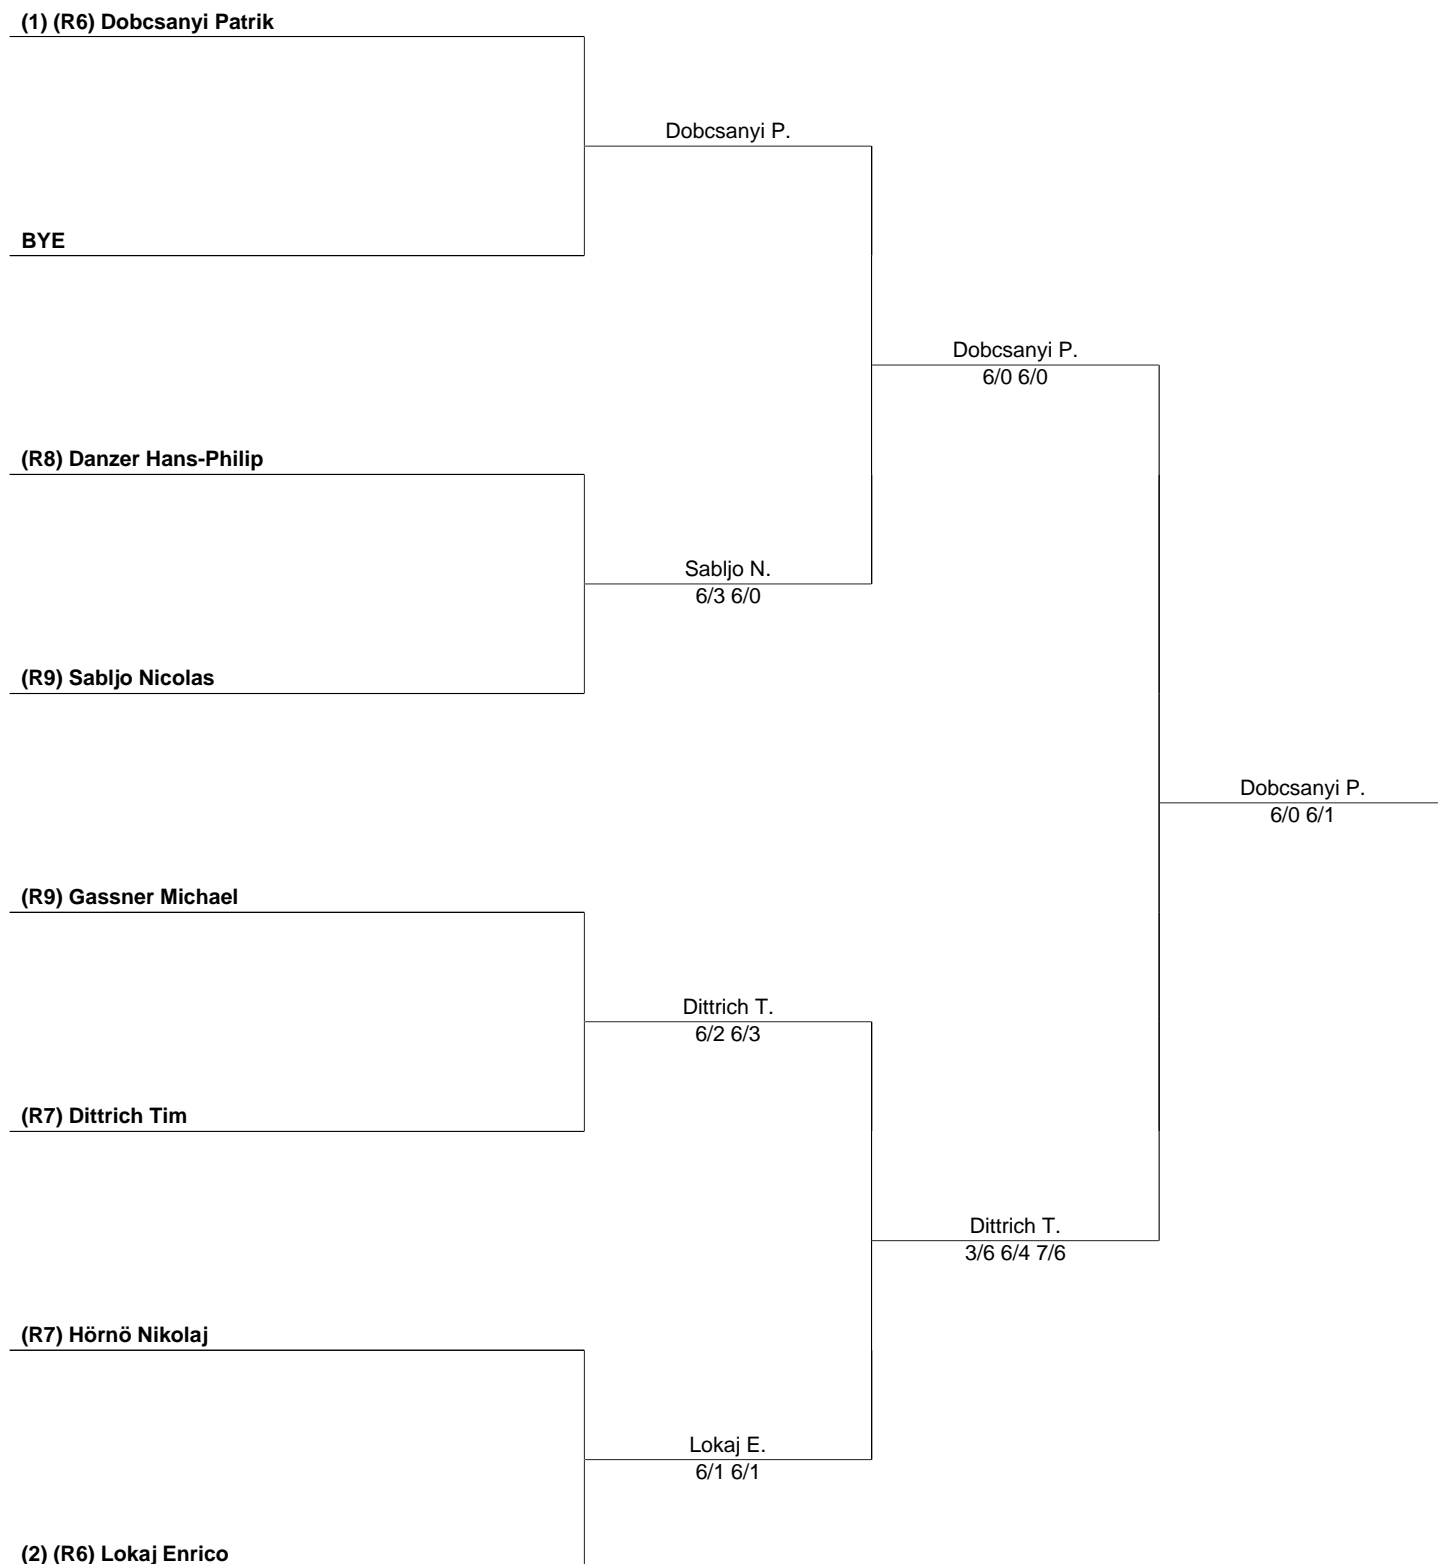 (1) (R6) Dobcsanyi Patrik
Dobcsanyi P.
BYE
Dobcsanyi P.
6/0 6/0
(R8) Danzer Hans-Philip
Sabljo N.
6/3 6/0
(R9) Sabljo Nicolas
Dobcsanyi P.
6/0 6/1
(R9) Gassner Michael
Dittrich T.
6/2 6/3
(R7) Dittrich Tim
Dittrich T.
3/6 6/4 7/6
(R7) Hörnö Nikolaj
Lokaj E.
6/1 6/1
(2) (R6) Lokaj Enrico